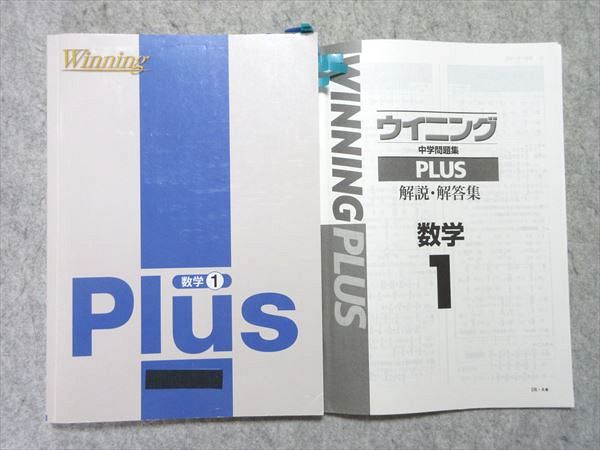 Winning
数学 1
Plus
WINNING PLUS
ウイニング
中学問題集
PLUS
解説・解答集
数学
1